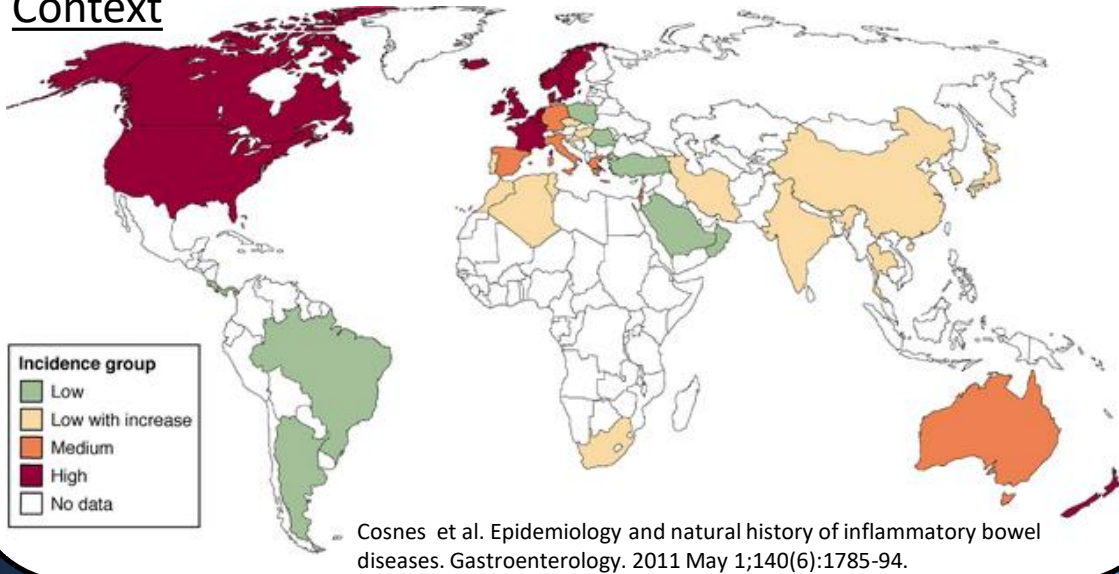 Context
Incidence group
Low
Low with increase
Medium
High
No data
Cosnes et al. Epidemiology and natural history of inflammatory bowel
diseases. Gastroenterology. 2011 May 1;140(6):1785-94.